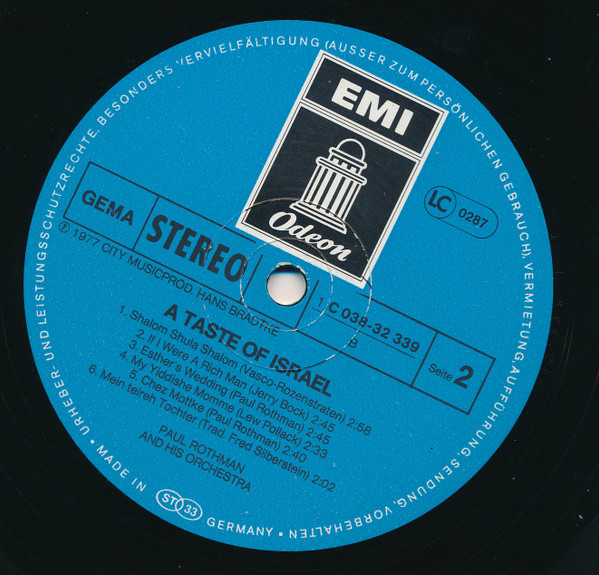 URHEBER- UND LEISTUNGSSCHUTZRECHTE, BESONDERS VERVIELFÄLTIGUNG (AUSSER ZUM PERSÖNLICHEN GEBRAUCH), VERMIETUNG, AUFFÜHRUNG, SENDUNG, VORBEHALTEN •
EMI
Odeon
LC 0287
GEMA
STEREO
1 C 038-32 339
B
Seite 2
℗ 1977 CITY MUSICPROD. HANS BRADTKE
A TASTE OF ISRAEL
1. Shalom Shula Shalom (Vasco-Rozenstraten) 2:58
2. If I Were A Rich Man (Jerry Bock) 2:45
3. Esther's Wedding (Paul Rothman) 2:45
4. My Yiddishe Momme (Lew Pollack) 2:33
5. Chez Mottke (Paul Rothman) 2:40
6. Mein teireh Tochter (Trad. Fred Silberstein) 2:02
PAUL ROTHMAN
AND HIS ORCHESTRA
• MADE IN ST 33 GERMANY •